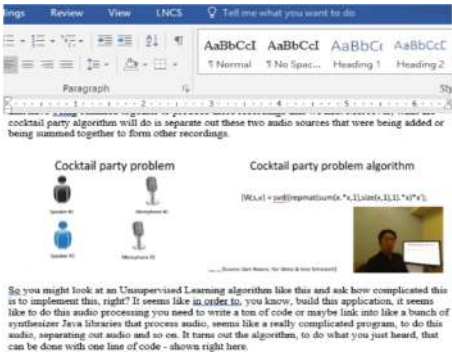 ings Review View LNCS Tell me what you want to do
AaBbCcI AaBbCcI AaBbCc AaBbCcC
¶ Normal ¶ No Spac... Heading 1 Heading 2
Paragraph
cocktail party algorithm will do is separate out these two audio sources that were being added or
being summed together to form other recordings.
Cocktail party problem
Cocktail party problem algorithm
Speaker #1
Microphone #1
[W,s,v] = svd((repmat(sum(x.*x,1),size(x,1),1).*x)*x');
Speaker #2
Microphone #2
So you might look at an Unsupervised Learning algorithm like this and ask how complicated this
is to implement this, right? It seems like in order to, you know, build this application, it seems
like to do this audio processing you need to write a ton of code or maybe link into like a bunch of
synthesizer Java libraries that process audio, seems like a really complicated program, to do this
audio, separating out audio and so on. It turns out the algorithm, to do what you just heard, that
can be done with one line of code - shown right here.